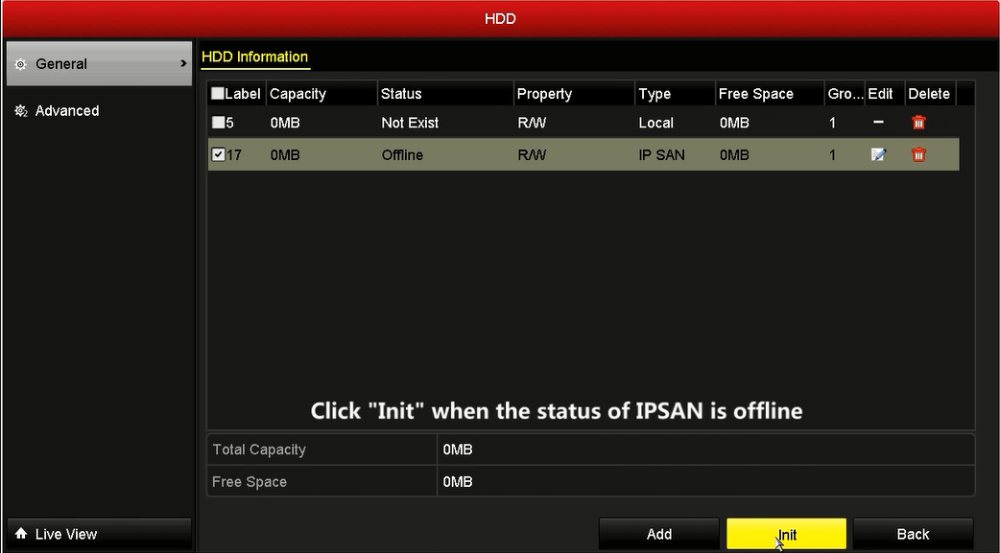 HDD
General
Advanced
HDD Information
Label Capacity Status Property Type Free Space Gro... Edit Delete
5 0MB Not Exist R/W Local 0MB 1 –
17 0MB Offline R/W IP SAN 0MB 1
Click "Init" when the status of IPSAN is offline
Total Capacity 0MB
Free Space 0MB
Live View Add Init Back